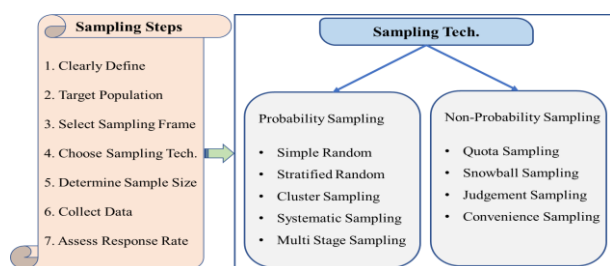 Sampling Steps
1. Clearly Define
2. Target Population
3. Select Sampling Frame
4. Choose Sampling Tech.
5. Determine Sample Size
6. Collect Data
7. Assess Response Rate
Sampling Tech.
Probability Sampling
• Simple Random
• Stratified Random
• Cluster Sampling
• Systematic Sampling
• Multi Stage Sampling
Non-Probability Sampling
• Quota Sampling
• Snowball Sampling
• Judgement Sampling
• Convenience Sampling